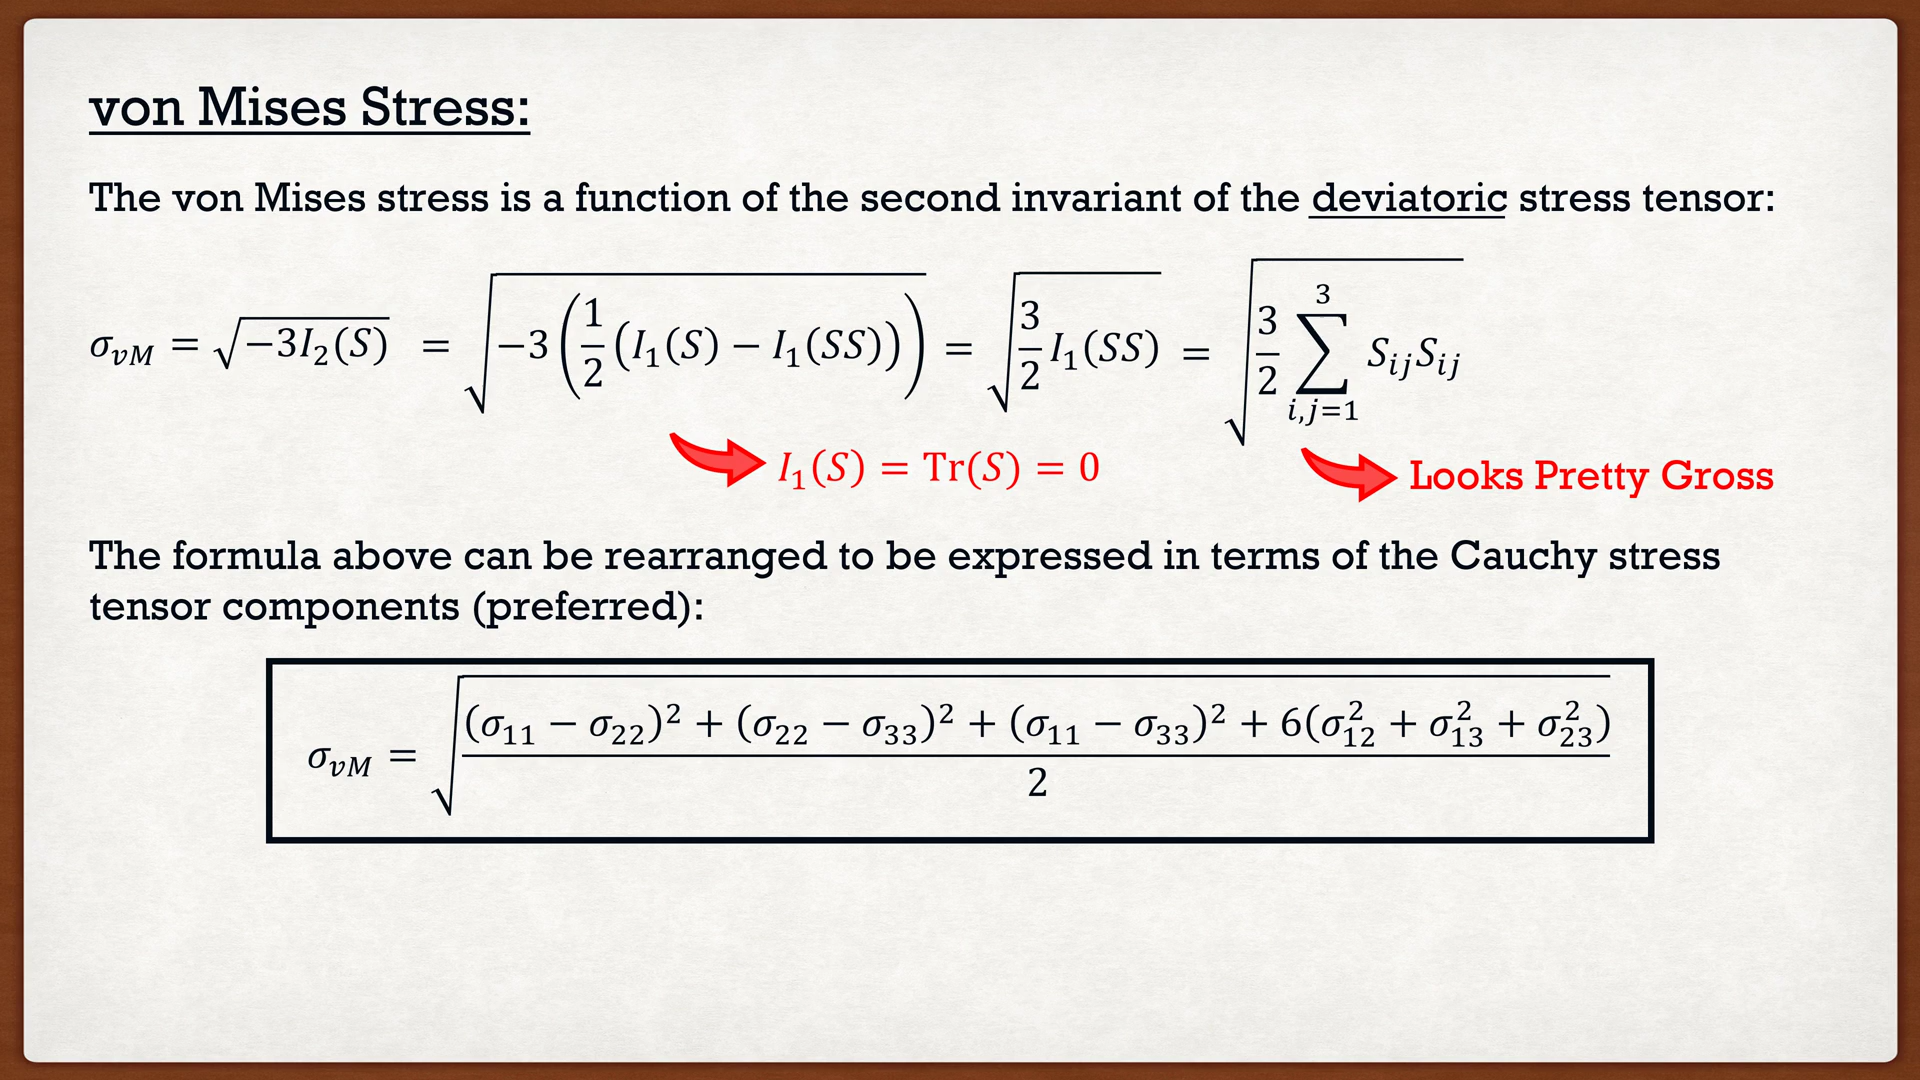 von Mises Stress:
The von Mises stress is a function of the second invariant of the deviatoric stress tensor:
σ_vM = √(−3I₂(S)) = √(−3(1/2(I₁(S) − I₁(SS)))) = √(3/2 I₁(SS)) = √(3/2 ∑_{i,j=1}^{3} S_ij S_ij)
I₁(S) = Tr(S) = 0
Looks Pretty Gross
The formula above can be rearranged to be expressed in terms of the Cauchy stress
tensor components (preferred):
σ_vM = √(((σ₁₁ − σ₂₂)² + (σ₂₂ − σ₃₃)² + (σ₁₁ − σ₃₃)² + 6(σ₁₂² + σ₁₃² + σ₂₃²))/2)